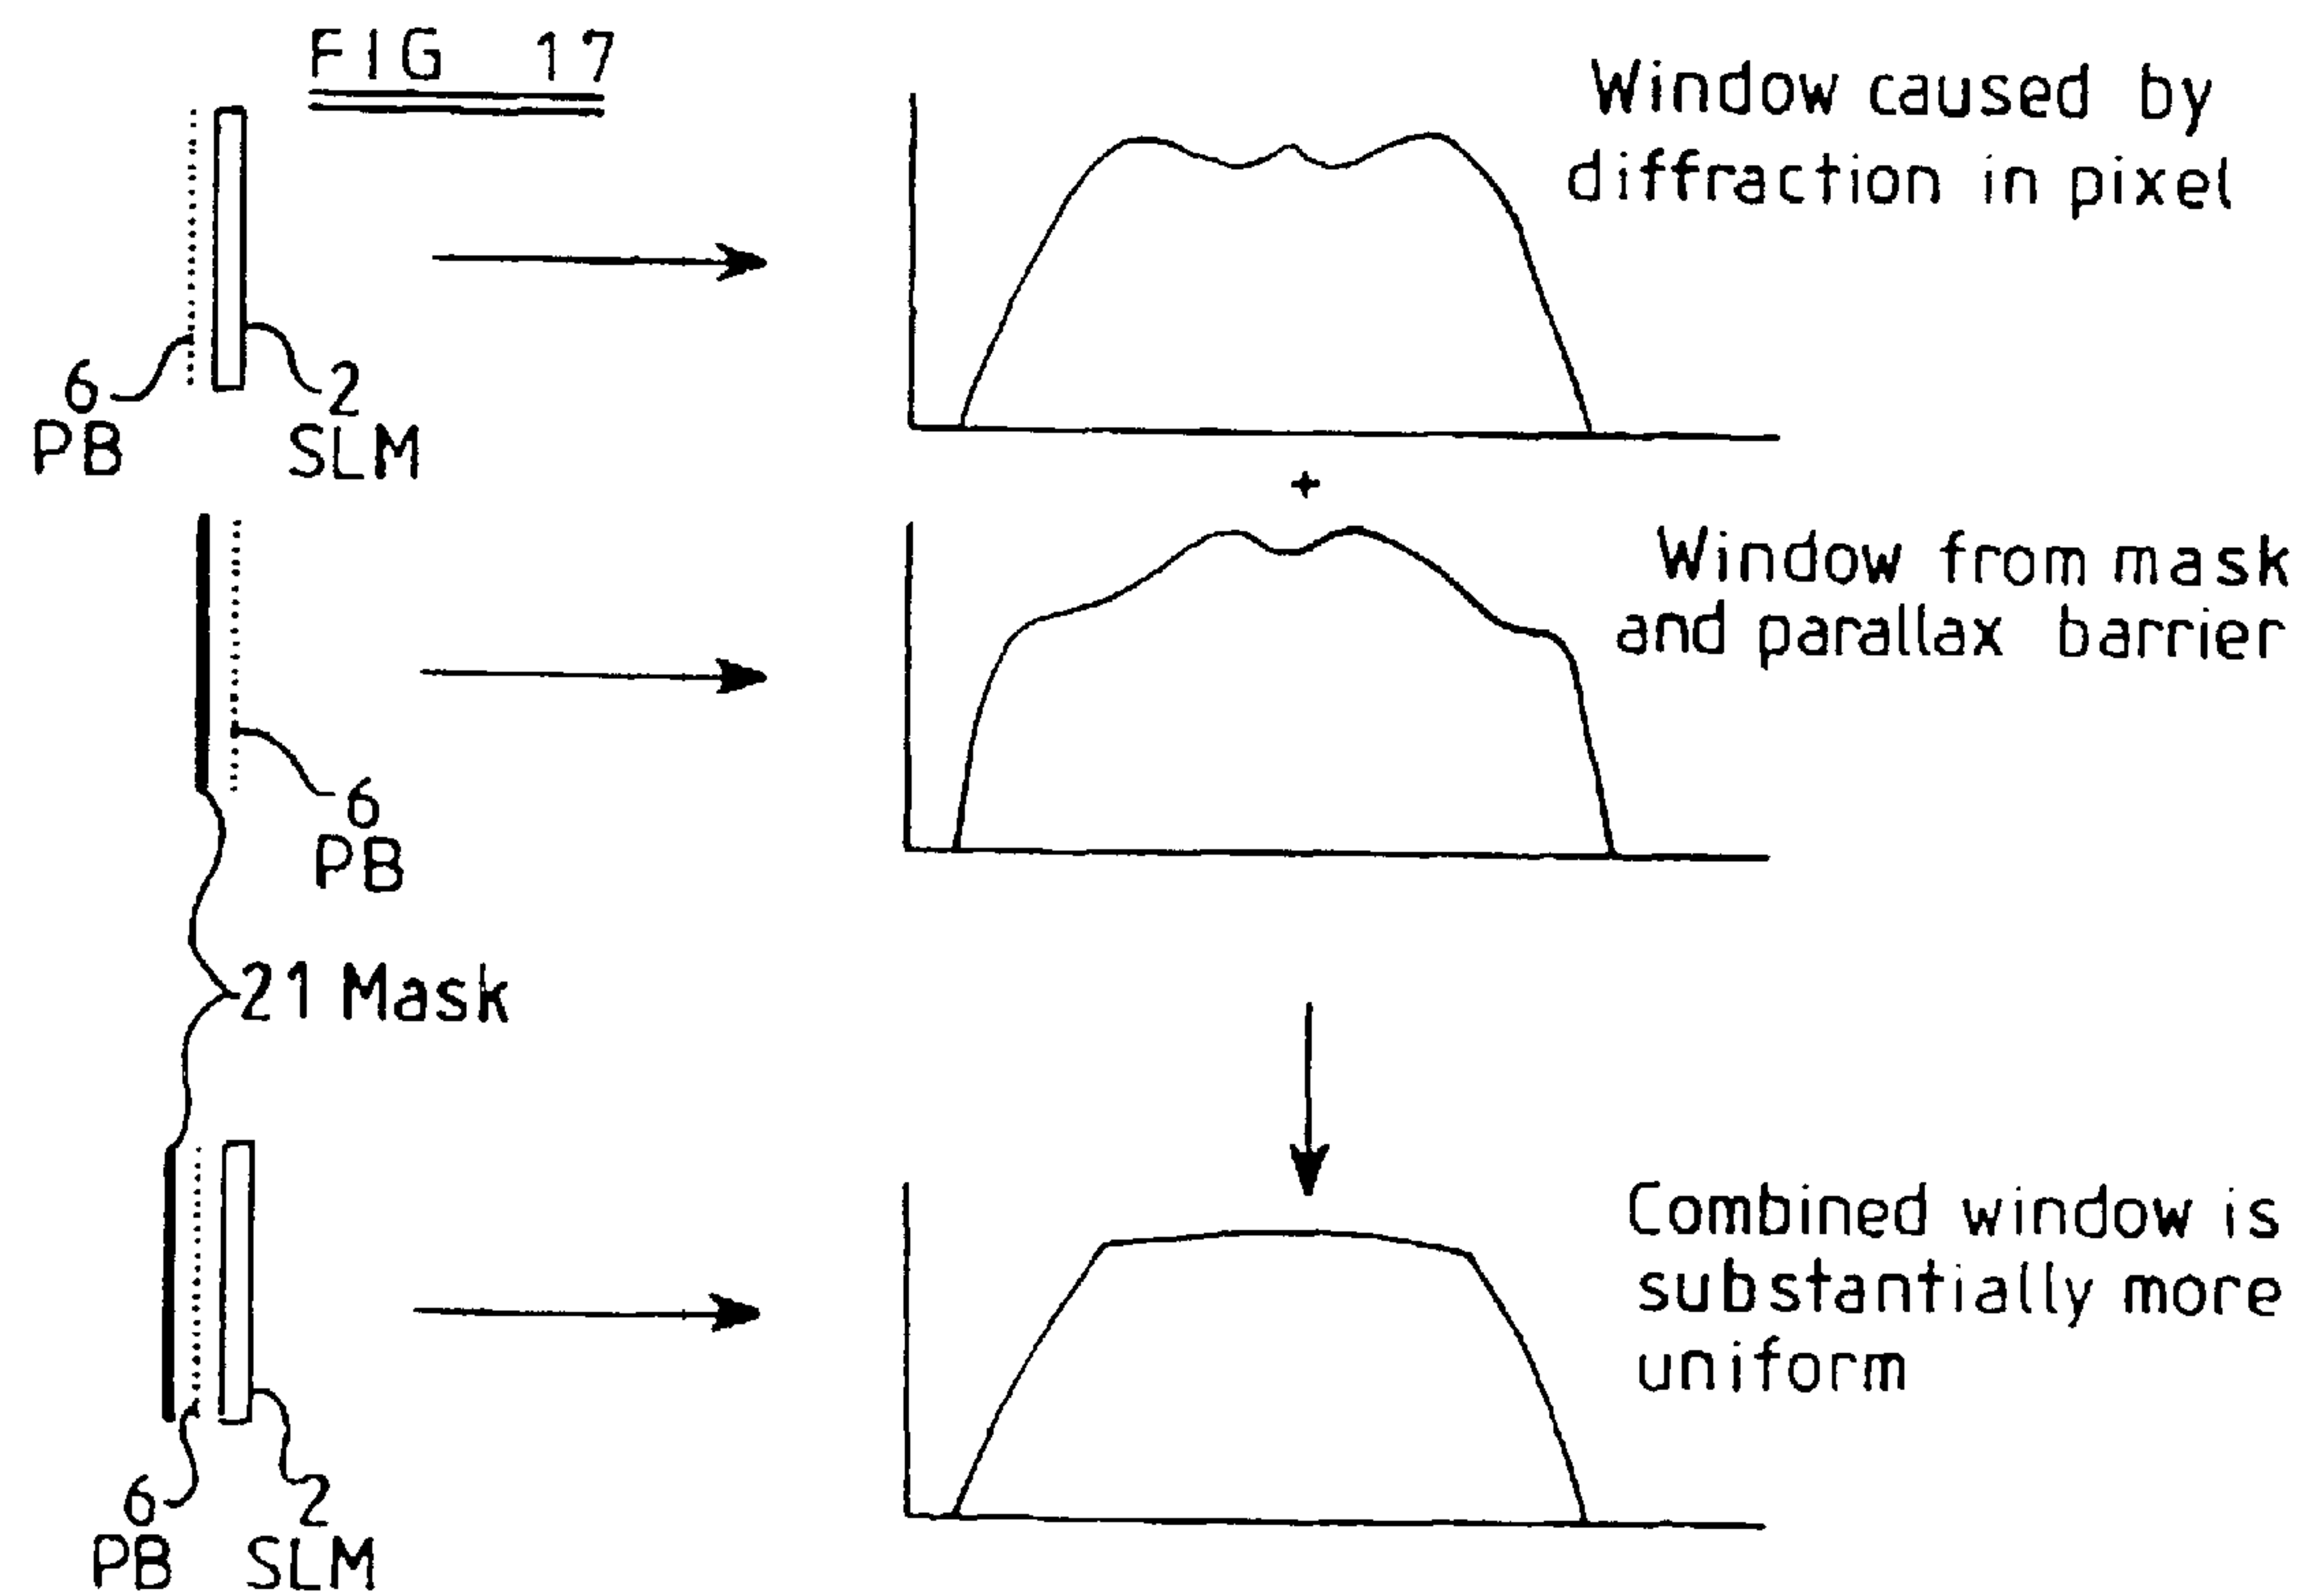 FIG 17
Window caused by
diffraction in pixel
6
PB
2
SLM
+
Window from mask
and parallax barrier
6
PB
21 Mask
Combined window is
substantially more
uniform
6
PB
2
SLM